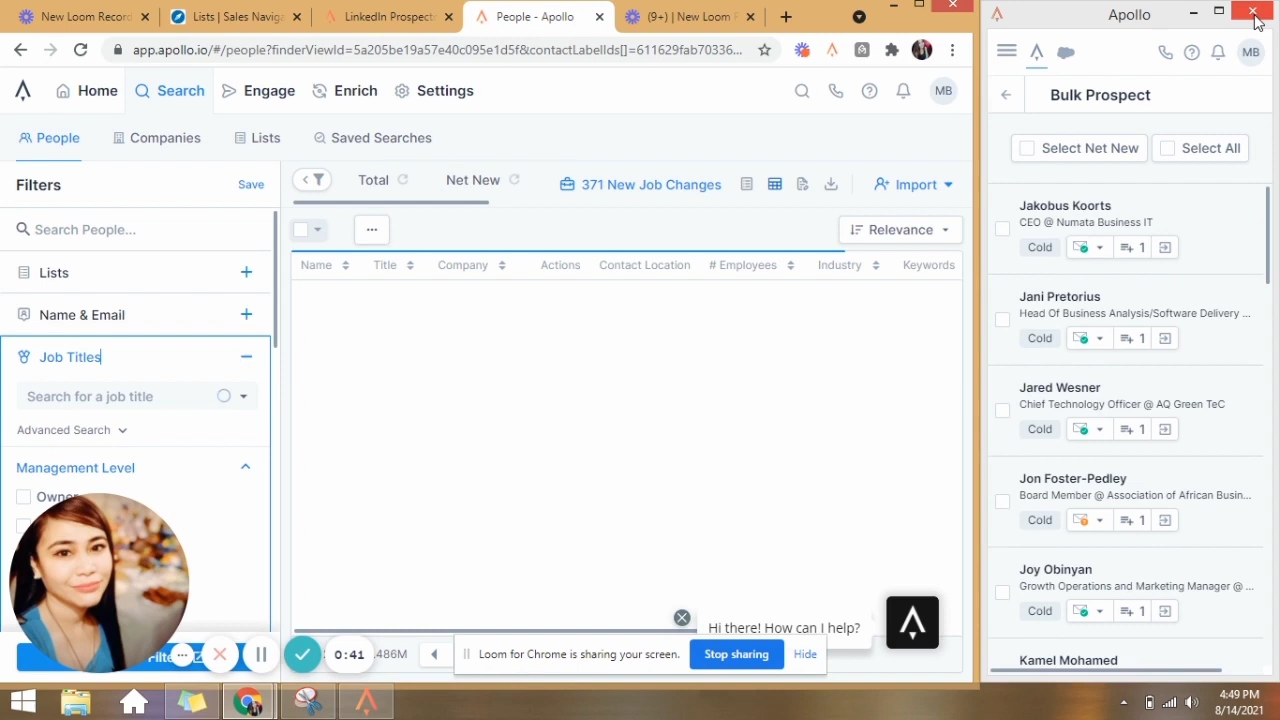 New Loom Record
Lists | Sales Naviga
LinkedIn Prospect
People - Apollo
(9+) | New Loom F
app.apollo.io/#/people?finderViewId=5a205be19a57e40c095e1d5f&contactLabelIds[]=611629fab70336...
Home
Search
Engage
Enrich
Settings
MB
People
Companies
Lists
Saved Searches
Filters
Save
Total
Net New
371 New Job Changes
Import
Search People...
...
Relevance
Lists
Name & Email
Job Titles
Search for a job title
Advanced Search
Management Level
Owner
Name
Title
Company
Actions
Contact Location
# Employees
Industry
Keywords
Hi there! How can I help?
0:41
.486M
Loom for Chrome is sharing your screen.
Stop sharing
Hide
Apollo
MB
Bulk Prospect
Select Net New
Select All
Jakobus Koorts
CEO @ Numata Business IT
Cold
1
Jani Pretorius
Head Of Business Analysis/Software Delivery ...
Cold
1
Jared Wesner
Chief Technology Officer @ AQ Green TeC
Cold
1
Jon Foster-Pedley
Board Member @ Association of African Busin...
Cold
1
Joy Obinyan
Growth Operations and Marketing Manager @ ...
Cold
1
Kamel Mohamed
4:49 PM
8/14/2021